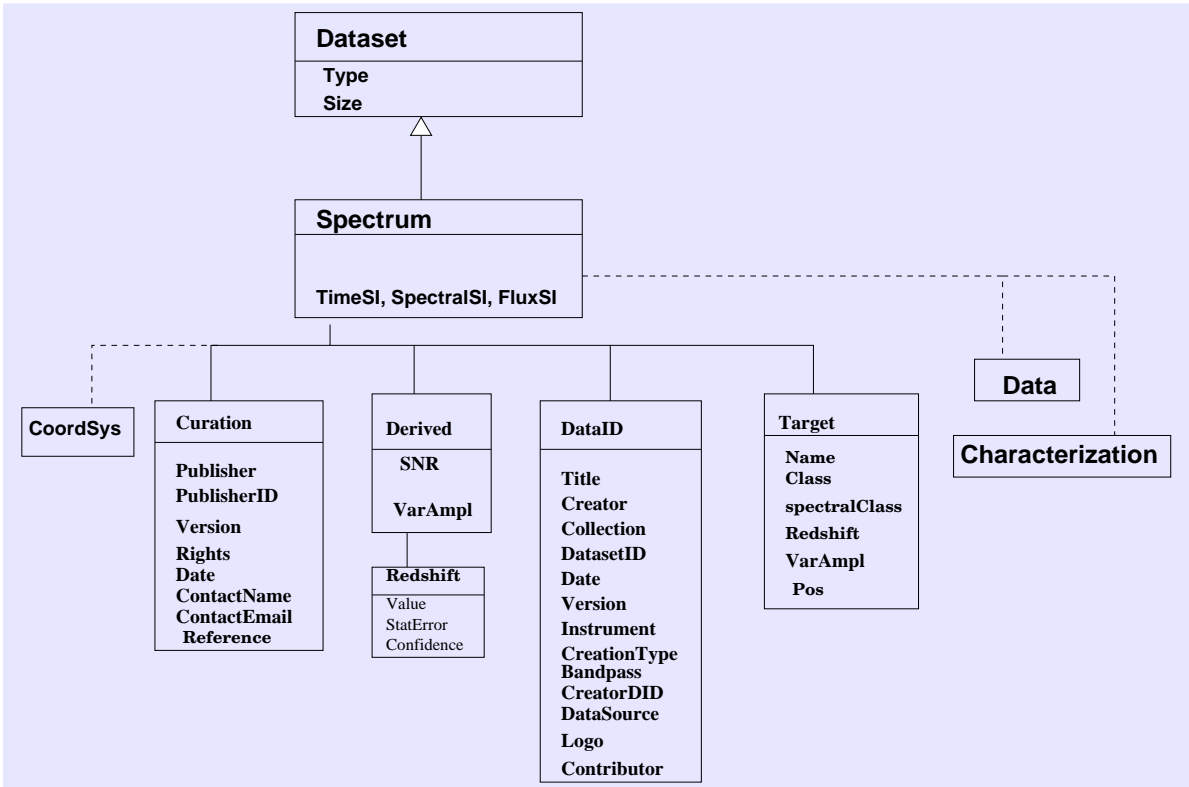 Dataset
Type
Size
Spectrum
TimeSI, SpectralSI, FluxSI
CoordSys
Curation
Publisher
PublisherID
Version
Rights
Date
ContactName
ContactEmail
Reference
Derived
SNR
VarAmpl
Redshift
Value
StatError
Confidence
DataID
Title
Creator
Collection
DatasetID
Date
Version
Instrument
CreationType
Bandpass
CreatorDID
DataSource
Logo
Contributor
Target
Name
Class
spectralClass
Redshift
VarAmpl
Pos
Data
Characterization